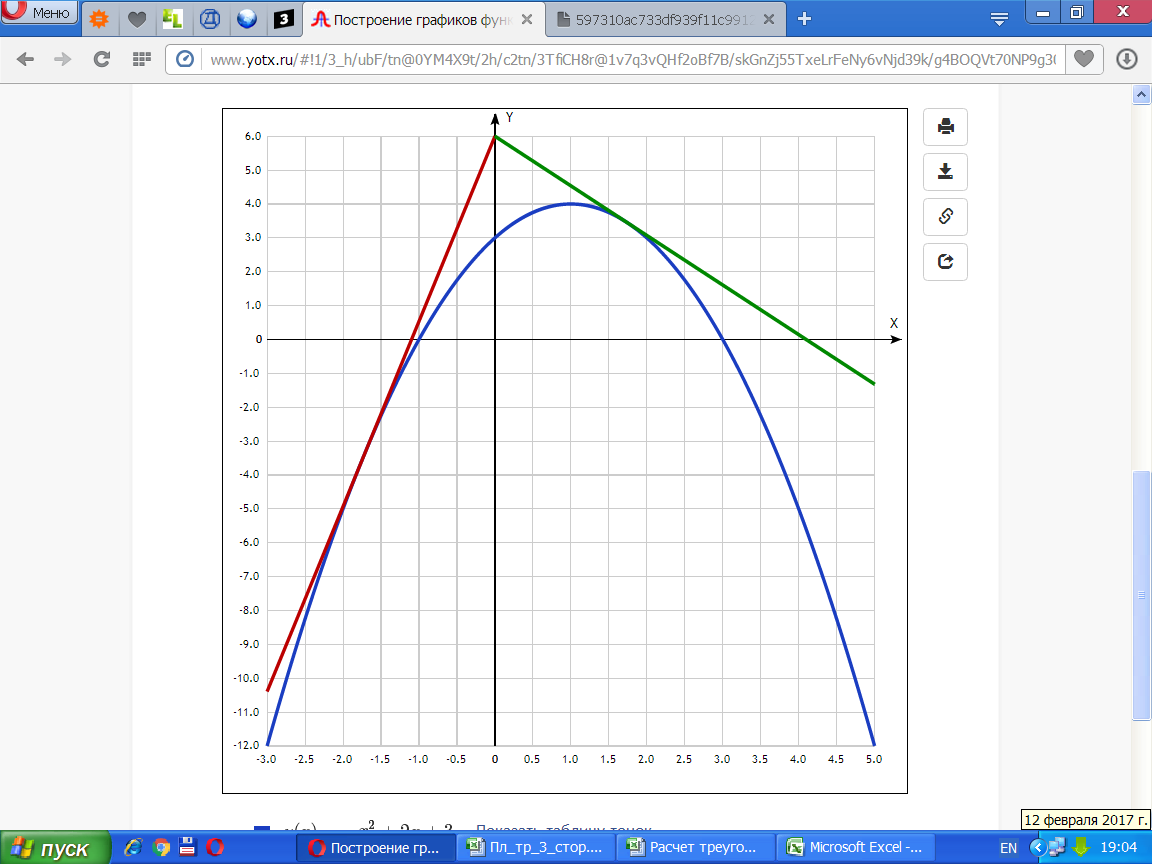 Меню
3
Построение графиков фун
597310ac733df939f11c991
www.yotx.ru/#!1/3_h/ubF/tn@0YM4X9t/2h/c2tn/3TfiCH8r@1v7q3vQHf2oBf7B/skGnZj55TxeLrFeNy6vNjd39k/g4BOQVt70NP9g3
Y
6.0
5.0
4.0
3.0
2.0
1.0
X
0
-1.0
-2.0
-3.0
-4.0
-5.0
-6.0
-7.0
-8.0
-9.0
-10.0
-11.0
-12.0
-3.0 -2.5 -2.0 -1.5 -1.0 -0.5 0 0.5 1.0 1.5 2.0 2.5 3.0 3.5 4.0 4.5 5.0
Показать таблицу точек
12 февраля 2017 г.
пуск
Построение гр...
Пл_тр_3_стор....
Расчет треуго...
Microsoft Excel -...
EN
19:04